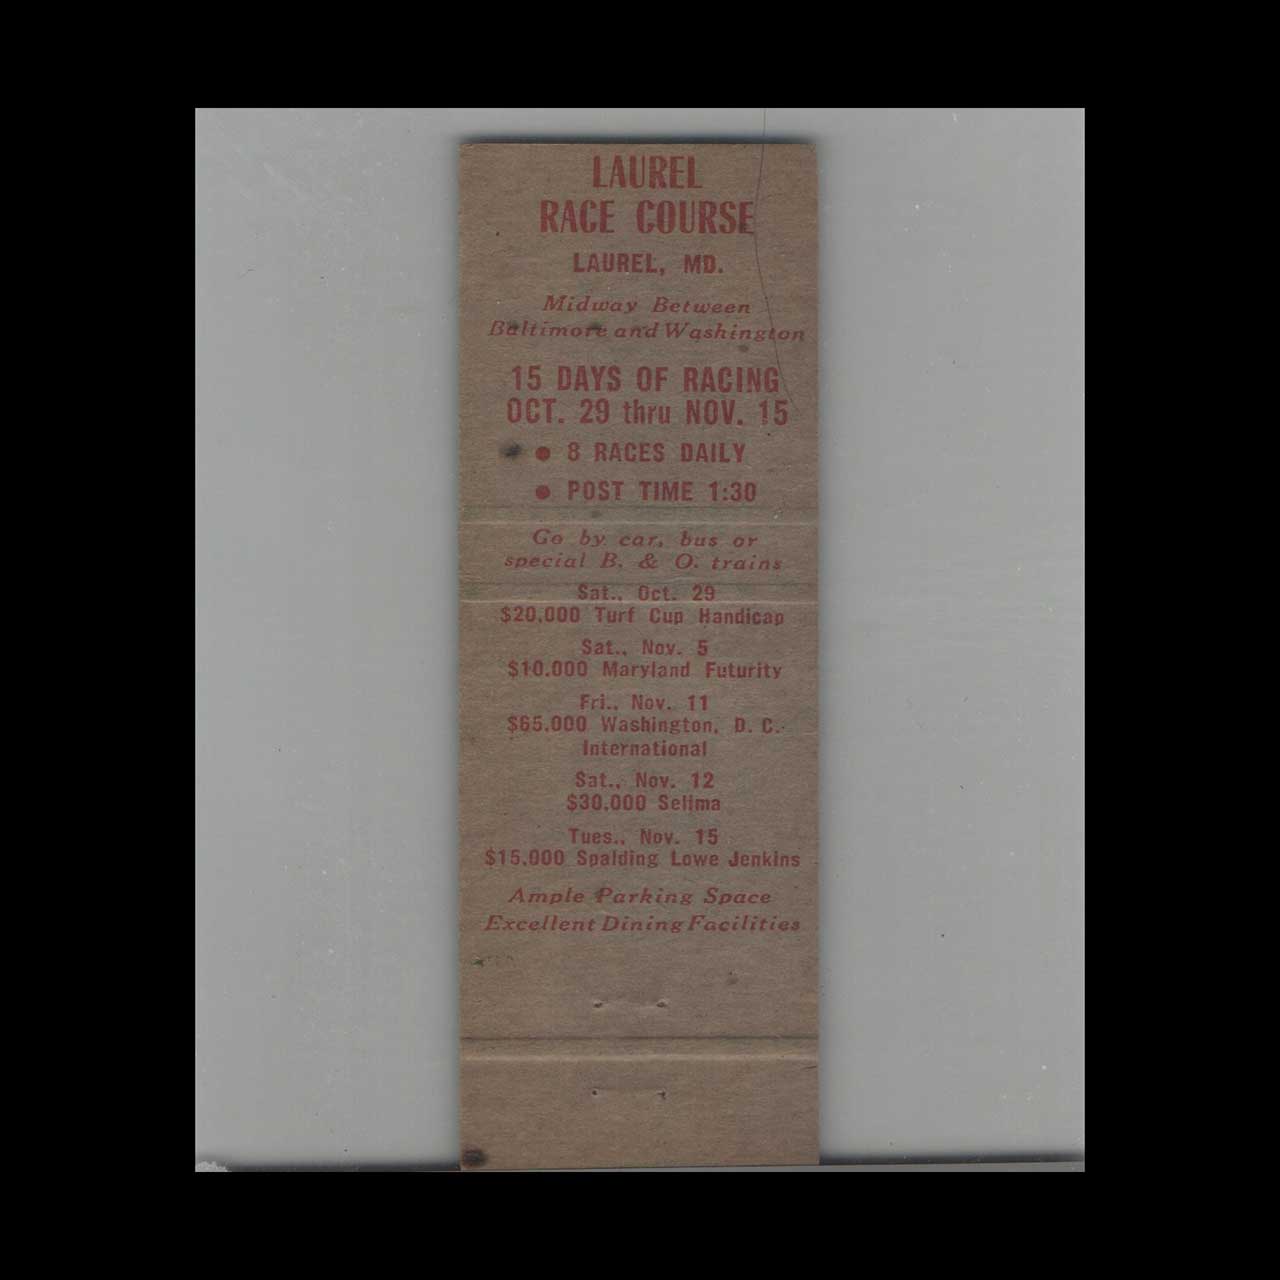 LAUREL
RACE COURSE
LAUREL, MD.
Midway Between
Baltimore and Washington
15 DAYS OF RACING
OCT. 29 thru NOV. 15
● 8 RACES DAILY
● POST TIME 1:30
Go by car, bus or
special B. & O. trains
Sat., Oct. 29
$20,000 Turf Cup Handicap
Sat., Nov. 5
$10,000 Maryland Futurity
Fri., Nov. 11
$65,000 Washington, D. C.
International
Sat., Nov. 12
$30,000 Selima
Tues., Nov. 15
$15,000 Spalding Lowe Jenkins
Ample Parking Space
Excellent Dining Facilities